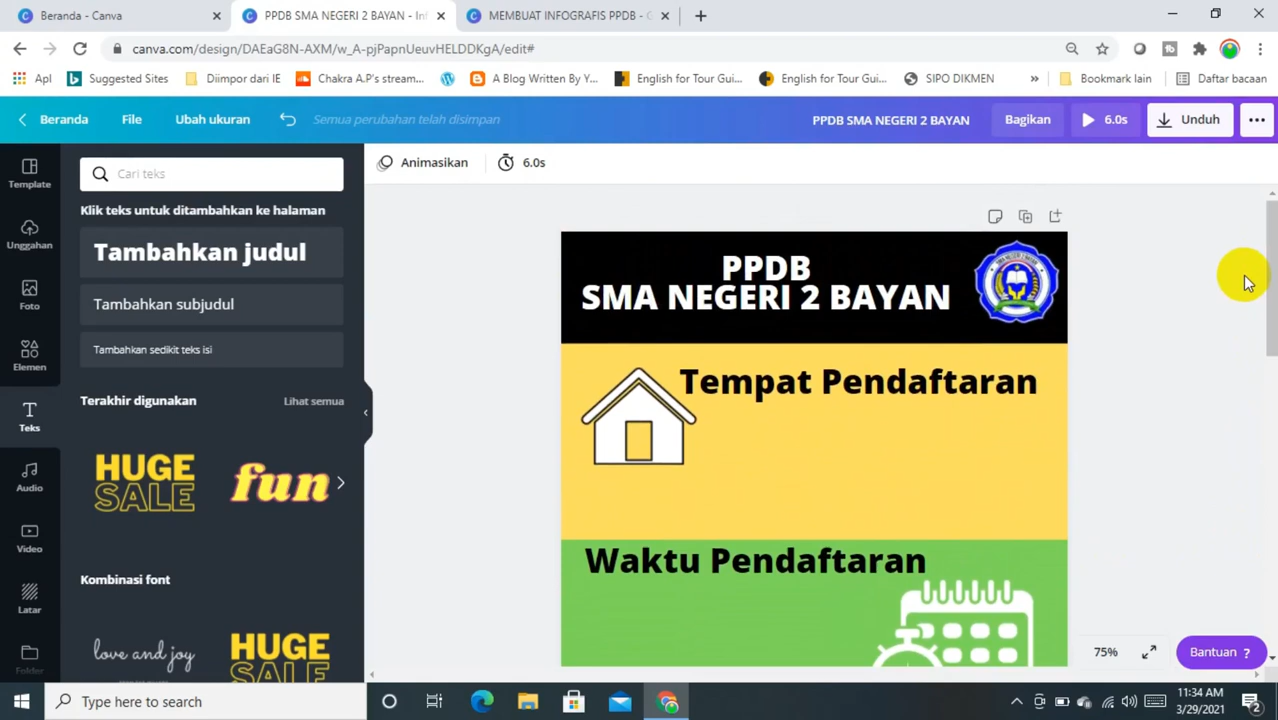 Beranda - Canva
PPDB SMA NEGERI 2 BAYAN - Inf
MEMBUAT INFOGRAFIS PPDB - G
canva.com/design/DAEaG8N-AXM/w_A-pjPapnUeuvHELDDKgA/edit#
Apl
Suggested Sites
Diimpor dari IE
Chakra A.P's stream...
A Blog Written By Y...
English for Tour Gui...
English for Tour Gui...
SIPO DIKMEN
Bookmark lain
Daftar bacaan
Beranda
File
Ubah ukuran
Semua perubahan telah disimpan
PPDB SMA NEGERI 2 BAYAN
Bagikan
6.0s
Unduh
Template
Unggahan
Foto
Elemen
Teks
Audio
Video
Latar
Folder
Cari teks
Klik teks untuk ditambahkan ke halaman
Tambahkan judul
Tambahkan subjudul
Tambahkan sedikit teks isi
Terakhir digunakan
Lihat semua
HUGE
SALE
fun
Kombinasi font
love and joy
HUGE
SALE
Animasikan
6.0s
PPDB
SMA NEGERI 2 BAYAN
Tempat Pendaftaran
Waktu Pendaftaran
75%
Bantuan ?
Type here to search
11:34 AM
3/29/2021
2